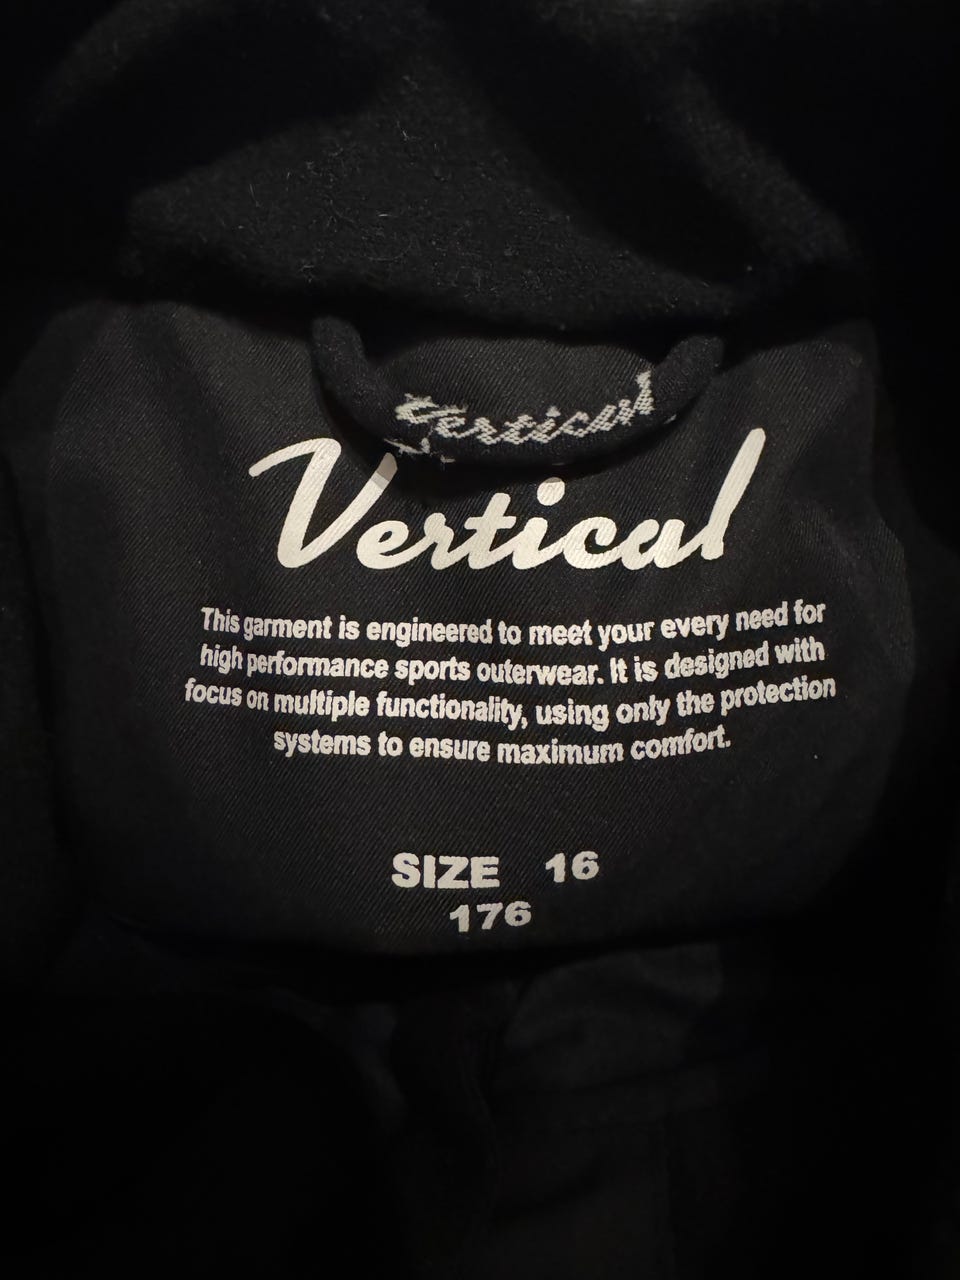 Vertical
Vertical
This garment is engineered to meet your every need for
high performance sports outerwear. It is designed with
focus on multiple functionality, using only the protection
systems to ensure maximum comfort.
SIZE 16
176